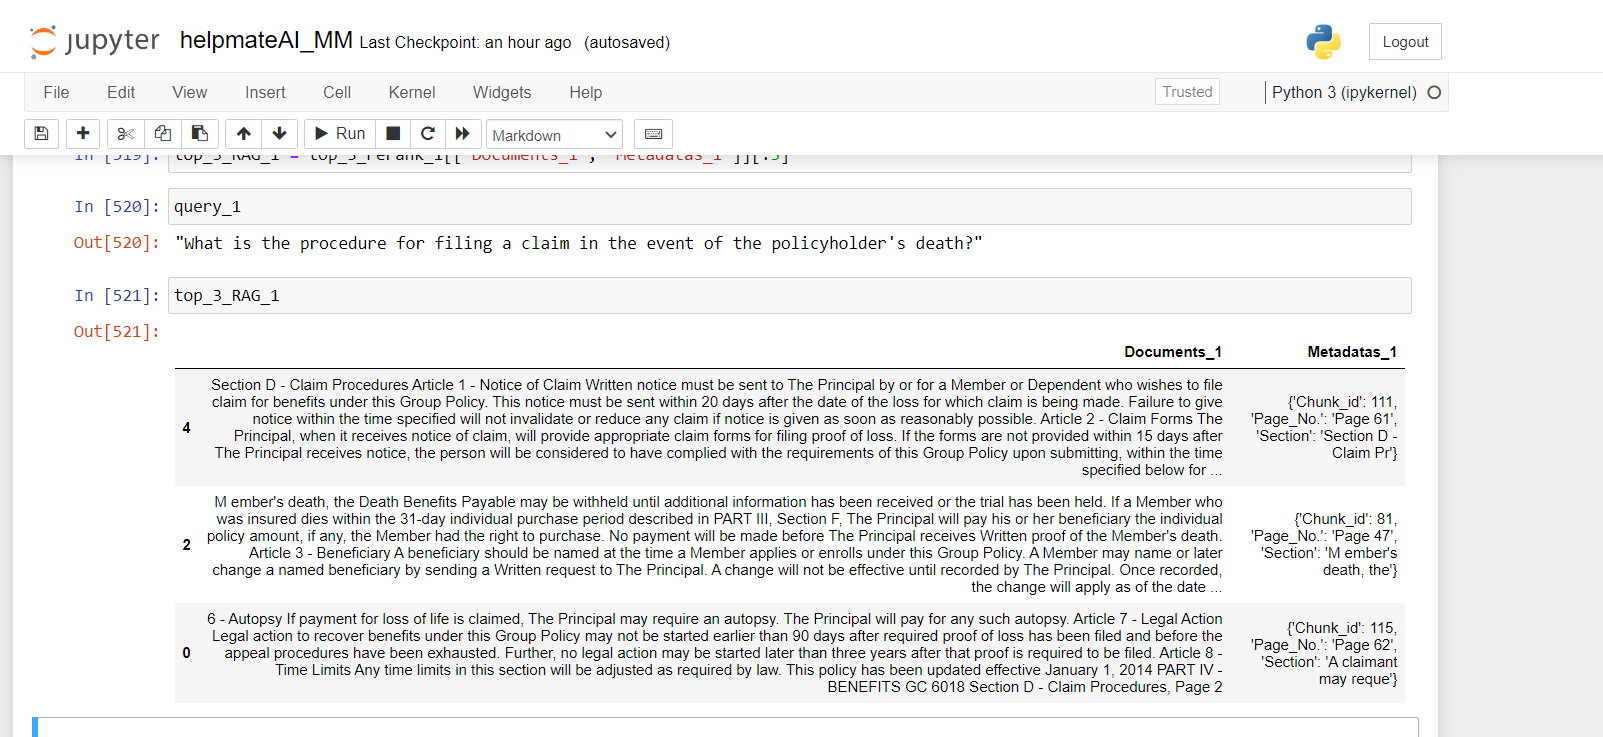 jupyter helpmateAI_MM Last Checkpoint: an hour ago (autosaved)
Logout
File Edit View Insert Cell Kernel Widgets Help
Trusted
Python 3 (ipykernel)
Run
Markdown
In [519]: top_3_RAG_1 = top_3_rerank_1[["Documents_1", "Metadatas_1"]][:3]
In [520]: query_1
Out[520]: "What is the procedure for filing a claim in the event of the policyholder's death?"
In [521]: top_3_RAG_1
Out[521]:
Documents_1 Metadatas_1
4
Section D - Claim Procedures Article 1 - Notice of Claim Written notice must be sent to The Principal by or for a Member or Dependent who wishes to file
claim for benefits under this Group Policy. This notice must be sent within 20 days after the date of the loss for which claim is being made. Failure to give
notice within the time specified will not invalidate or reduce any claim if notice is given as soon as reasonably possible. Article 2 - Claim Forms The
Principal, when it receives notice of claim, will provide appropriate claim forms for filing proof of loss. If the forms are not provided within 15 days after
The Principal receives notice, the person will be considered to have complied with the requirements of this Group Policy upon submitting, within the time
specified below for ...
{'Chunk_id': 111,
'Page_No.': 'Page 61',
'Section': 'Section D -
Claim Pr'}
2
M ember's death, the Death Benefits Payable may be withheld until additional information has been received or the trial has been held. If a Member who
was insured dies within the 31-day individual purchase period described in PART III, Section F, The Principal will pay his or her beneficiary the individual
policy amount, if any, the Member had the right to purchase. No payment will be made before The Principal receives Written proof of the Member's death.
Article 3 - Beneficiary A beneficiary should be named at the time a Member applies or enrolls under this Group Policy. A Member may name or later
change a named beneficiary by sending a Written request to The Principal. A change will not be effective until recorded by The Principal. Once recorded,
the change will apply as of the date ...
{'Chunk_id': 81,
'Page_No.': 'Page 47',
'Section': 'M ember's
death, the'}
0
6 - Autopsy If payment for loss of life is claimed, The Principal may require an autopsy. The Principal will pay for any such autopsy. Article 7 - Legal Action
Legal action to recover benefits under this Group Policy may not be started earlier than 90 days after required proof of loss has been filed and before the
appeal procedures have been exhausted. Further, no legal action may be started later than three years after that proof is required to be filed. Article 8 -
Time Limits Any time limits in this section will be adjusted as required by law. This policy has been updated effective January 1, 2014 PART IV -
BENEFITS GC 6018 Section D - Claim Procedures, Page 2
{'Chunk_id': 115,
'Page_No.': 'Page 62',
'Section': 'A claimant
may reque'}